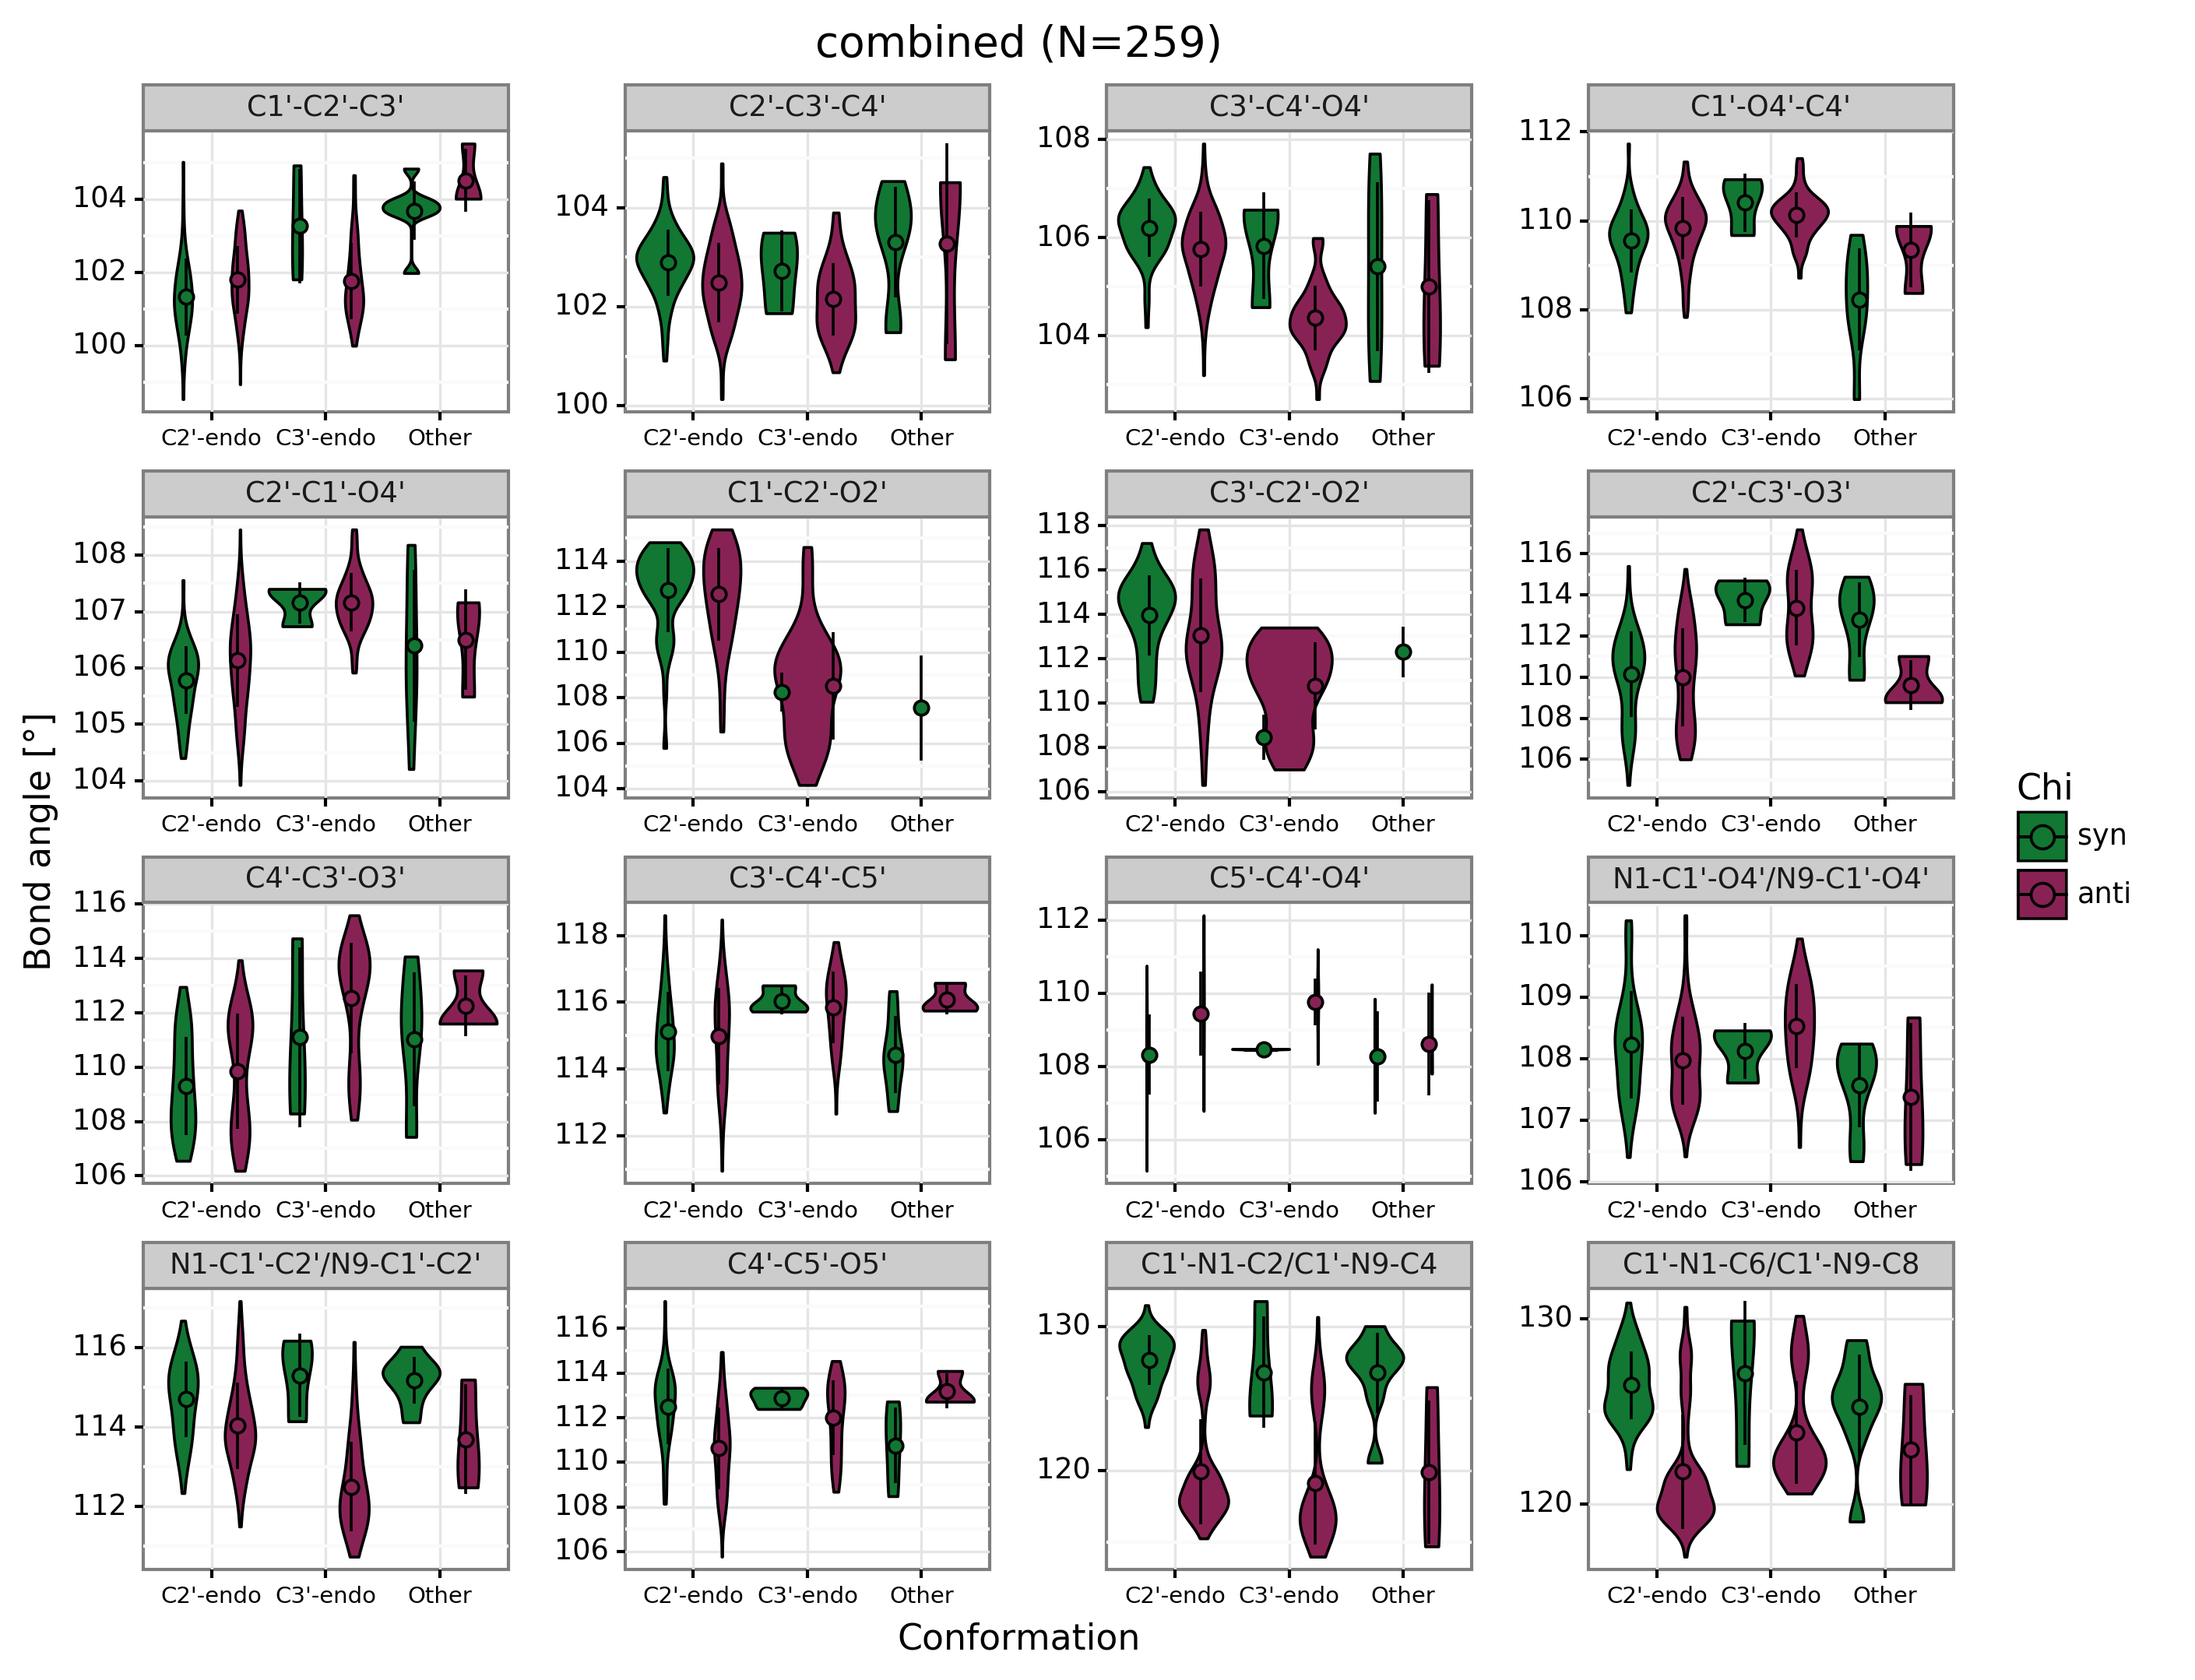 combined (N=259)
C1'-C2'-C3' C2'-C3'-C4' C3'-C4'-O4' C1'-O4'-C4'
104 102 100
104 102 100
108 106 104
112 110 108 106
C2'-endo C3'-endo Other C2'-endo C3'-endo Other C2'-endo C3'-endo Other C2'-endo C3'-endo Other
C2'-C1'-O4' C1'-C2'-O2' C3'-C2'-O2' C2'-C3'-O3'
108 107 106 105 104
114 112 110 108 106 104
118 116 114 112 110 108 106
116 114 112 110 108 106
C2'-endo C3'-endo Other C2'-endo C3'-endo Other C2'-endo C3'-endo Other C2'-endo C3'-endo Other
C4'-C3'-O3' C3'-C4'-C5' C5'-C4'-O4' N1-C1'-O4'/N9-C1'-O4'
116 114 112 110 108 106
118 116 114 112
112 110 108 106
110 109 108 107 106
C2'-endo C3'-endo Other C2'-endo C3'-endo Other C2'-endo C3'-endo Other C2'-endo C3'-endo Other
N1-C1'-C2'/N9-C1'-C2' C4'-C5'-O5' C1'-N1-C2/C1'-N9-C4 C1'-N1-C6/C1'-N9-C8
116 114 112
116 114 112 110 108 106
130 120
130 120
C2'-endo C3'-endo Other C2'-endo C3'-endo Other C2'-endo C3'-endo Other C2'-endo C3'-endo Other
Bond angle [°]
Conformation
Chi
syn
anti